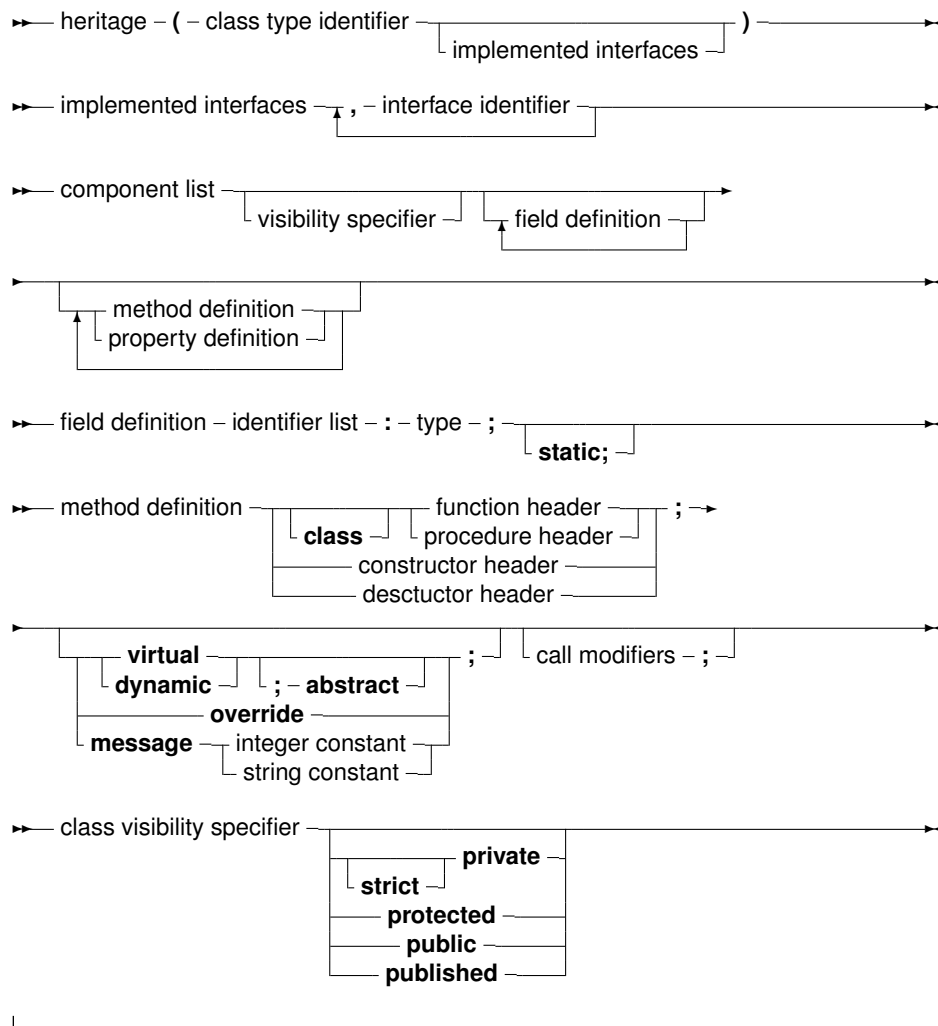 heritage ( class type identifier )
implemented interfaces
implemented interfaces , interface identifier
component list
visibility specifier field definition
method definition
property definition
field definition identifier list : type ;
static;
method definition function header ;
class procedure header
constructor header
desctuctor header
virtual ; call modifiers ;
dynamic ; abstract
override
message integer constant
string constant
class visibility specifier
private
strict
protected
public
published